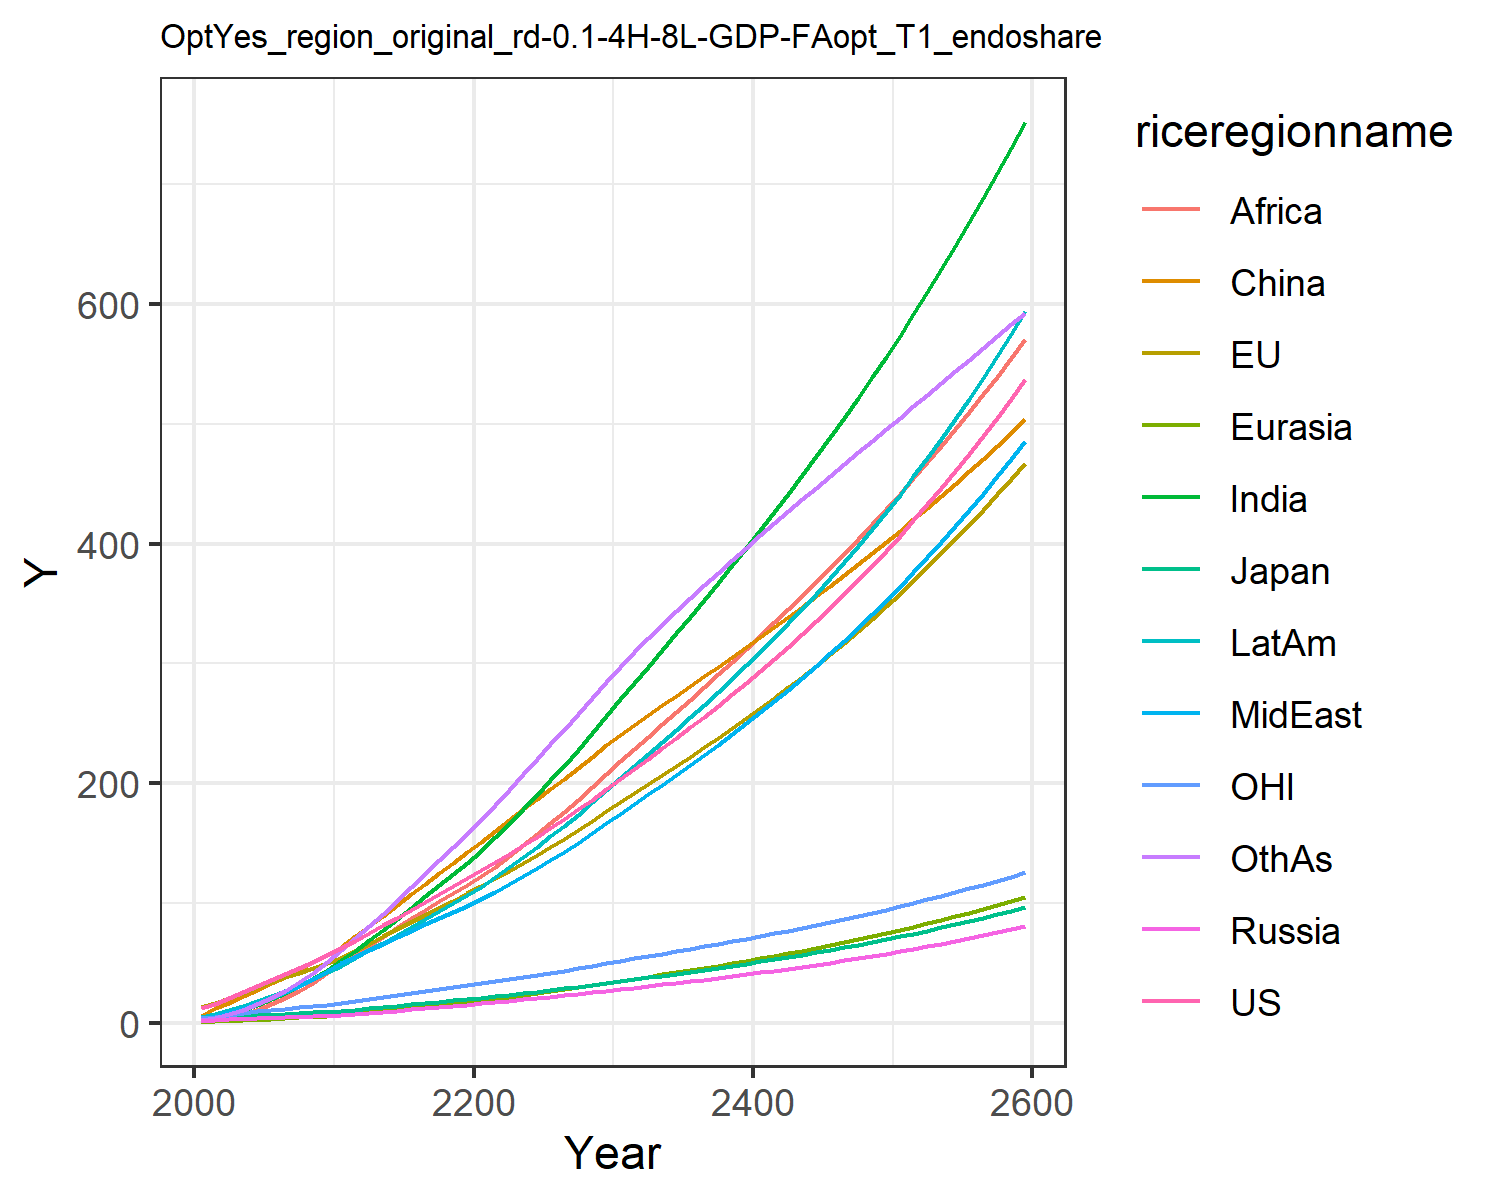 OptYes_region_original_rd-0.1-4H-8L-GDP-FAopt_T1_endoshare
riceregionname
Africa
China
EU
Eurasia
India
Japan
LatAm
MidEast
OHI
OthAs
Russia
US
Y
600
400
200
0
2000 2200 2400 2600
Year